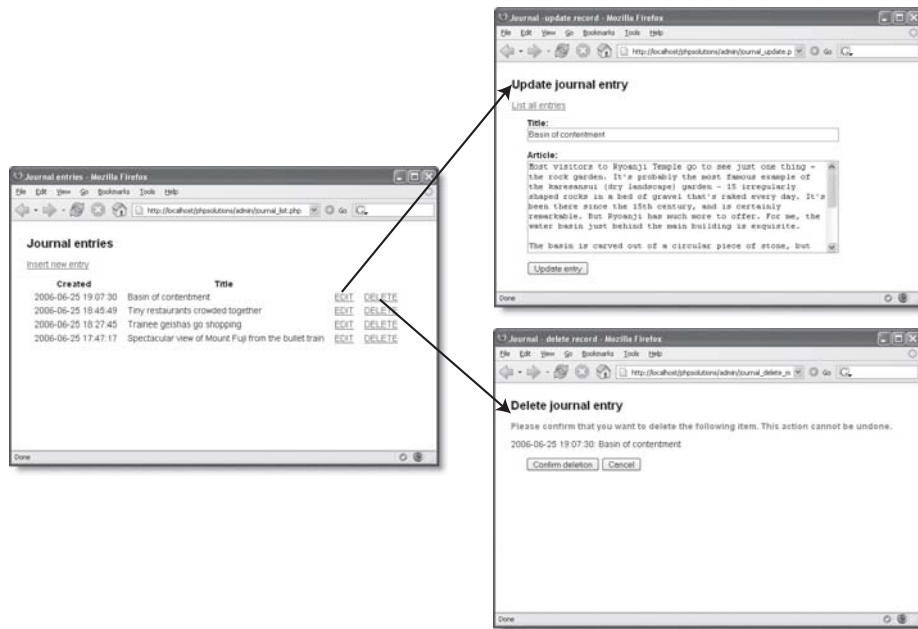 Journal entries - Mozilla Firefox
File Edit View Go Bookmarks Tools Help
http://localhost/phpsolutions/admin/journal_list.php Go
Journal entries
Insert new entry
Created Title
2006-06-25 19:07:30 Basin of contentment EDIT DELETE
2006-06-25 18:45:49 Tiny restaurants crowded together EDIT DELETE
2006-06-25 18:27:45 Trainee geishas go shopping EDIT DELETE
2006-06-25 17:47:17 Spectacular view of Mount Fuji from the bullet train EDIT DELETE
Done
Journal -update record - Mozilla Firefox
File Edit View Go Bookmarks Tools Help
http://localhost/phpsolutions/admin/journal_update.p Go
Update journal entry
List all entries
Title:
Basin of contentment
Article:
Most visitors to Ryoanji Temple go to see just one thing -
the rock garden. It's probably the most famous example of
the karesansui (dry landscape) garden - 15 irregularly
shaped rocks in a bed of gravel that's raked every day. It's
been there since the 15th century, and is certainly
remarkable. But Ryoanji has much more to offer. For me, the
water basin just behind the main building is exquisite.
The basin is carved out of a circular piece of stone, but
Update entry
Done
Journal - delete record - Mozilla Firefox
File Edit View Go Bookmarks Tools Help
http://localhost/phpsolutions/admin/journal_delete_m Go
Delete journal entry
Please confirm that you want to delete the following item. This action cannot be undone.
2006-06-25 19:07:30: Basin of contentment
Confirm deletion Cancel
Done